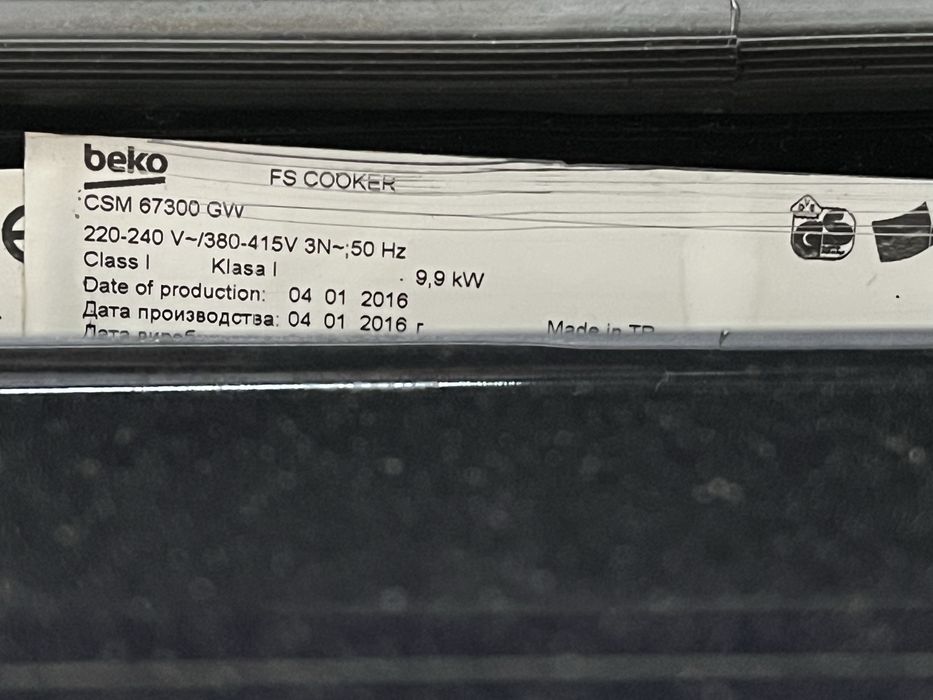 beko
FS COOKER
CSM 67300 GW
220-240 V~/380-415V 3N~;50 Hz
Class I Klasa I 9,9 kW
Date of production: 04 01 2016
Дата производства: 04 01 2016 г
Made in TR